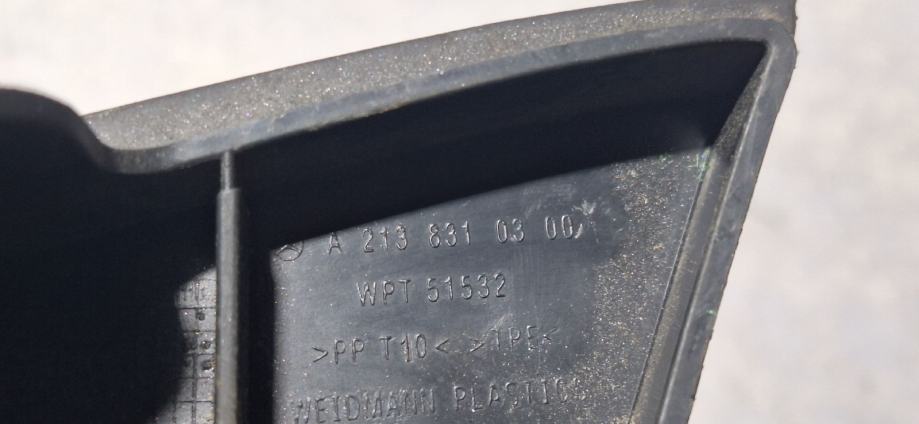 A 213 831 03 00
WPT 51532
>PP T10< >TPE<
WEIDMANN PLASTICS